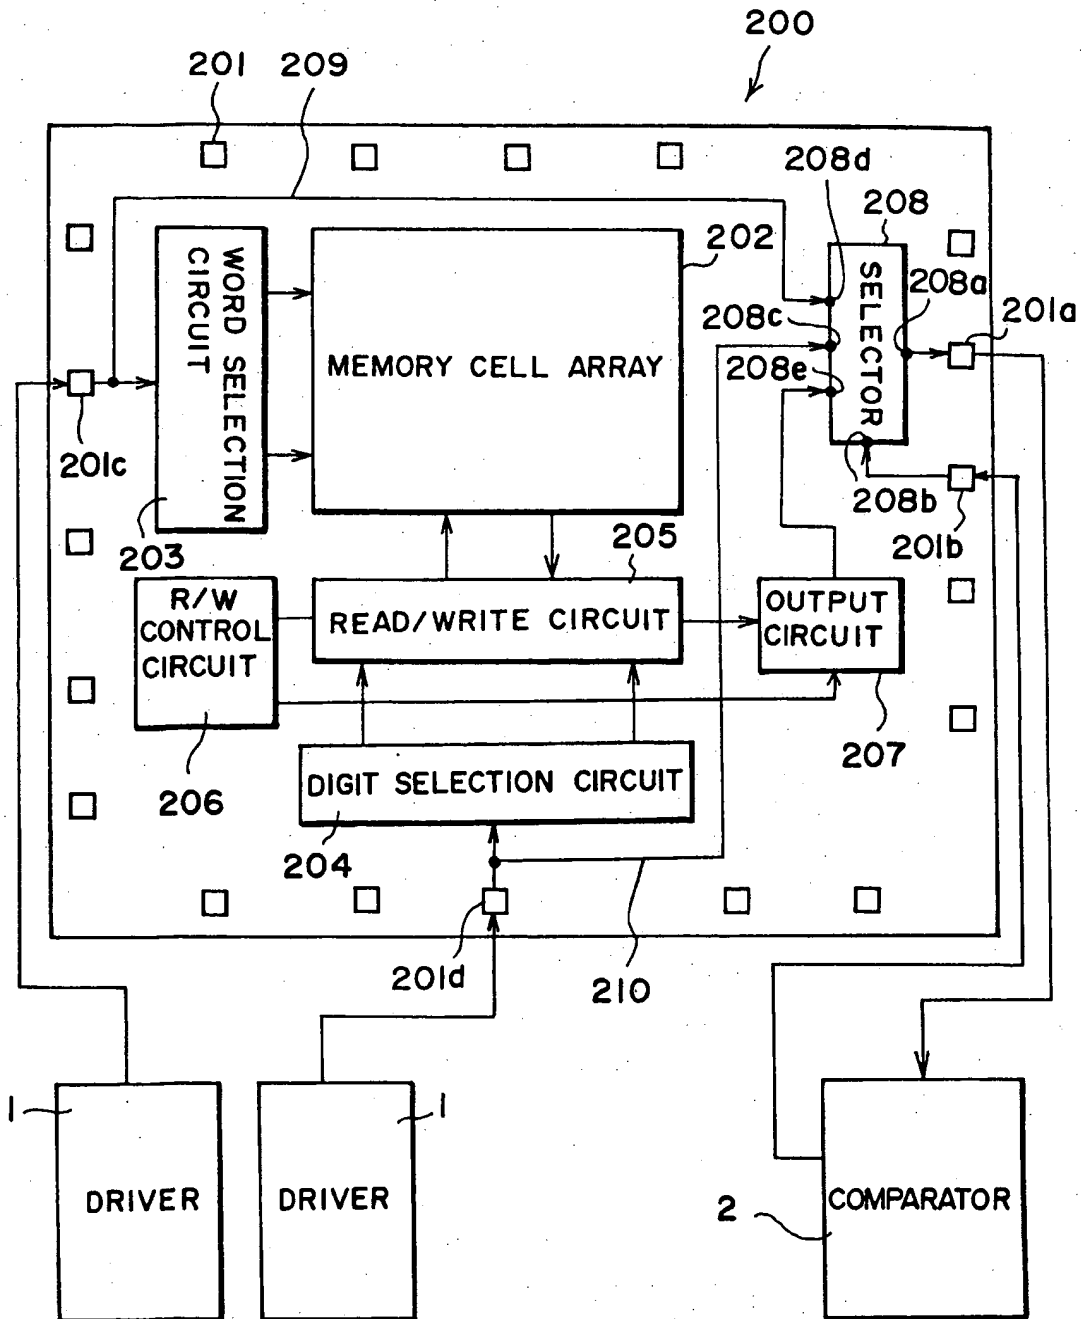 200
201 209
208d
208
202
WORD SELECTION
CIRCUIT
SELECTOR
208a
201a
208c
MEMORY CELL ARRAY
208e
201c
208b
201b
203
205
R/W
CONTROL
CIRCUIT
READ/WRITE CIRCUIT
OUTPUT
CIRCUIT
207
206
DIGIT SELECTION CIRCUIT
204
201d
210
1
1
DRIVER
DRIVER
2
COMPARATOR